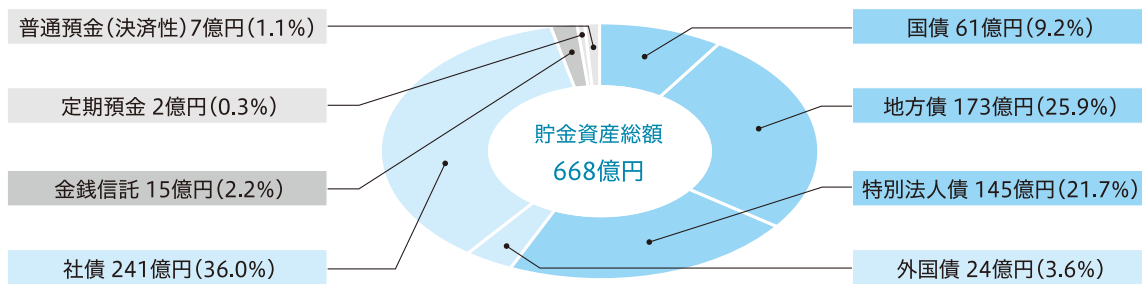 普通預金(決済性)7億円(1.1%)
定期預金 2億円(0.3%)
金銭信託 15億円(2.2%)
社債 241億円(36.0%)
貯金資産総額
668億円
国債 61億円(9.2%)
地方債 173億円(25.9%)
特別法人債 145億円(21.7%)
外国債 24億円(3.6%)